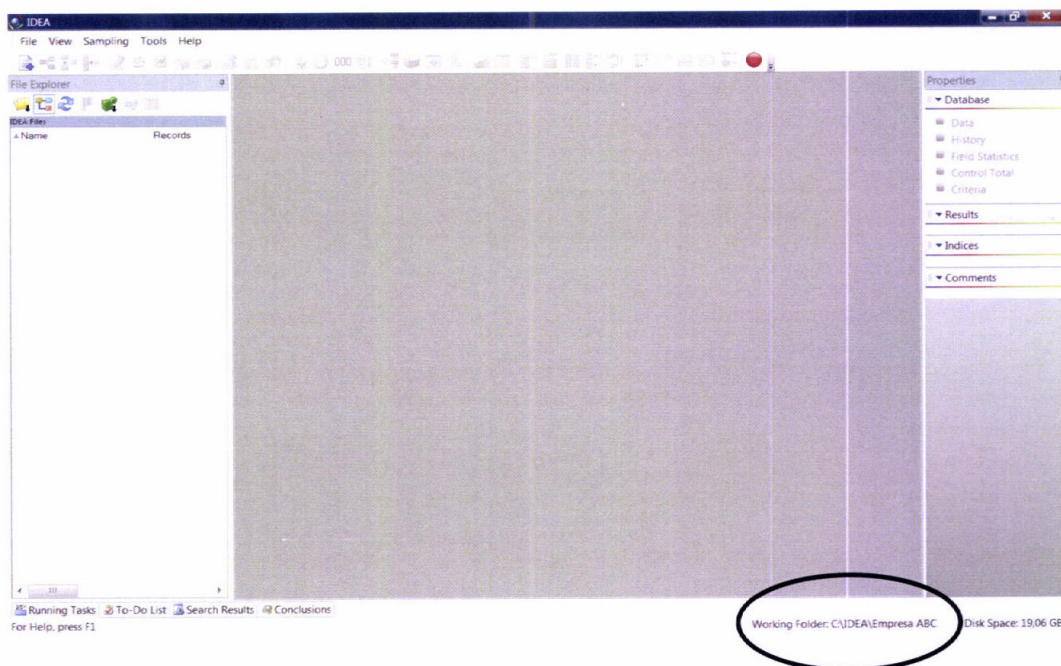 IDEA
File View Sampling Tools Help
000
File Explorer
IDEA Files
Name Records
Properties
Database
Data
History
Field Statistics
Control Total
Criteria
Results
Indices
Comments
Running Tasks To-Do List Search Results Conclusions
For Help, press F1
Working Folder: C:\IDEA\Empresa ABC
Disk Space: 19,06 GB